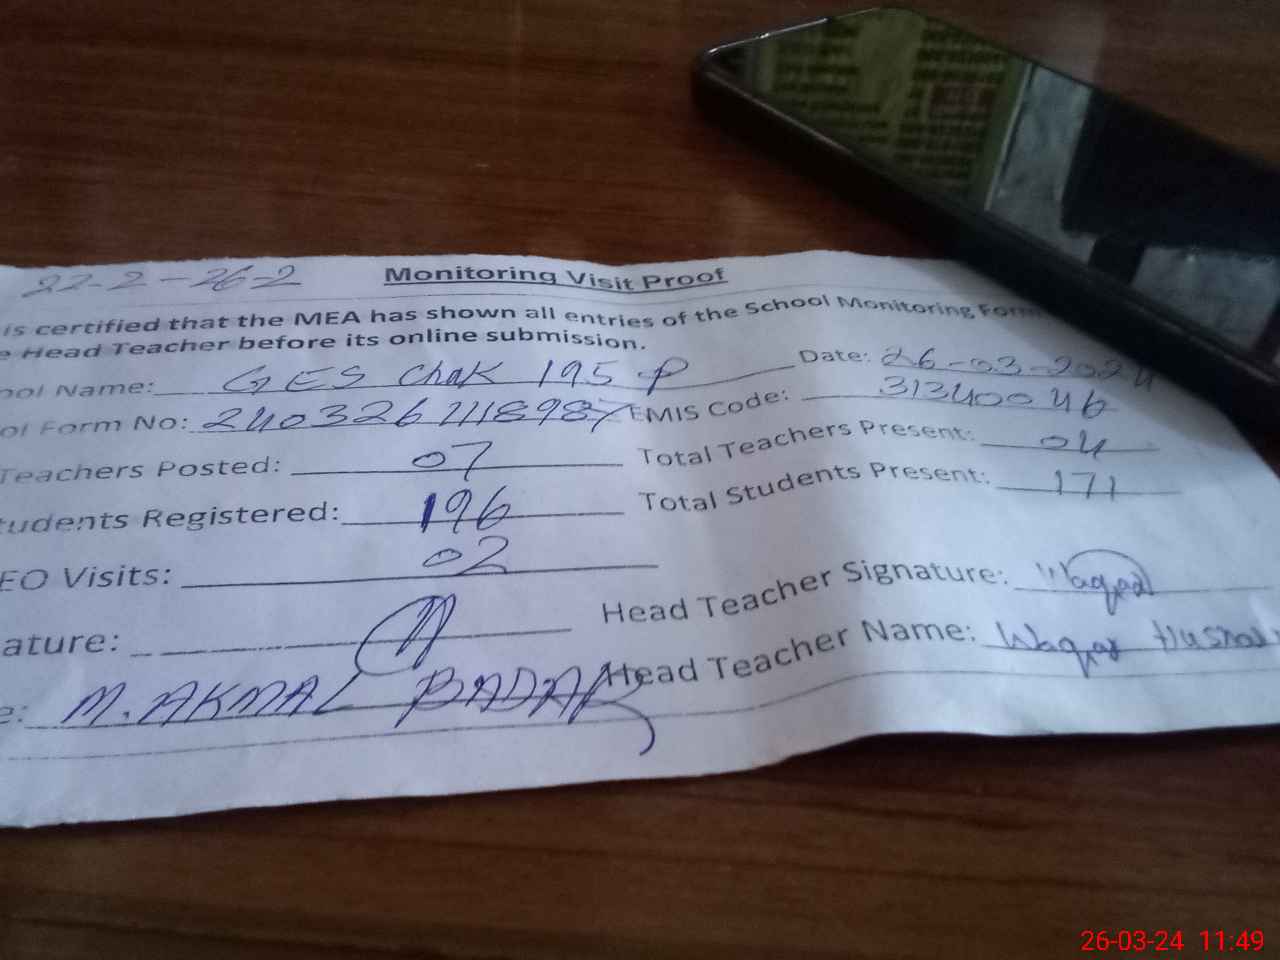 22-2-26-2 Monitoring Visit Proof
is certified that the MEA has shown all entries of the School Monitoring Form
Head Teacher before its online submission.
ool Name: GES Chak 195 P Date: 26-03-2024
ol Form No: EMIS Code: 31340046
Teachers Posted: 07 Total Teachers Present: 04
tudents Registered: 196 Total Students Present: 171
EO Visits: 02
ature: Head Teacher Signature: Waqar
e: M. AKMAL BADAR Head Teacher Name: Waqar
26-03-24 11:49